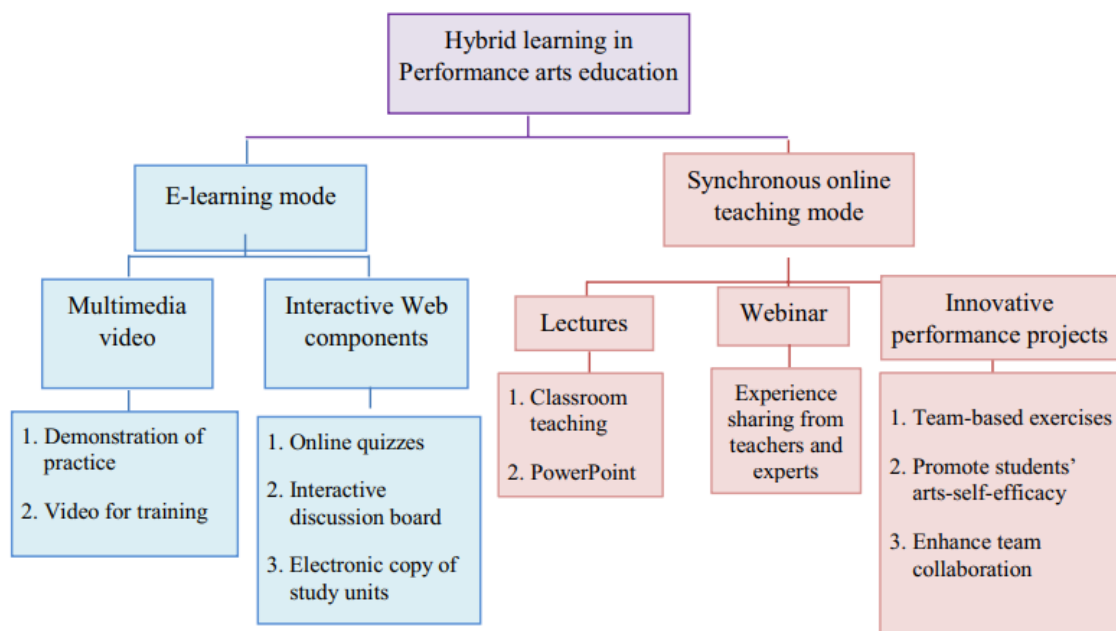 Hybrid learning in
Performance arts education
E-learning mode
Synchronous online
teaching mode
Multimedia
video
Interactive Web
components
Lectures
Webinar
Innovative
performance projects
1. Demonstration of
practice
2. Video for training
1. Online quizzes
2. Interactive
discussion board
3. Electronic copy of
study units
1. Classroom
teaching
2. PowerPoint
Experience
sharing from
teachers and
experts
1. Team-based exercises
2. Promote students’
arts-self-efficacy
3. Enhance team
collaboration